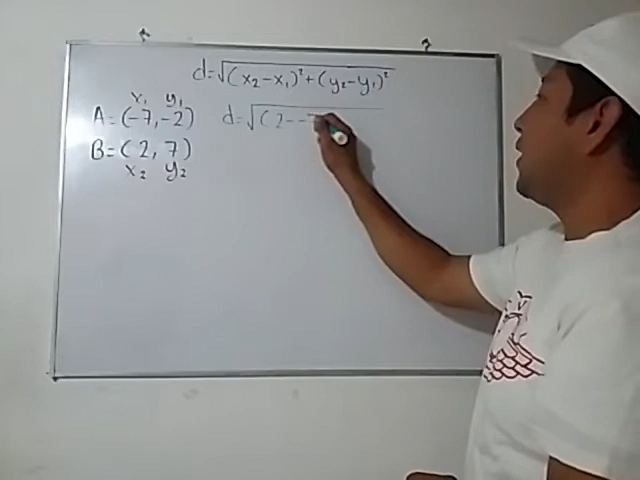 d=√(x₂-x₁)²+(y₂-y₁)²
x₁ y₁
A=(-7,-2) d=√(2--
B=(2,7)
x₂ y₂